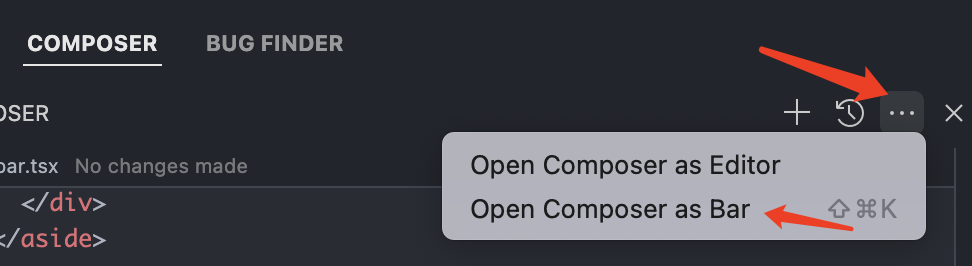 COMPOSER BUG FINDER
OSER
bar.tsx No changes made
Open Composer as Editor
</div>
Open Composer as Bar ⇧⌘K
</aside>